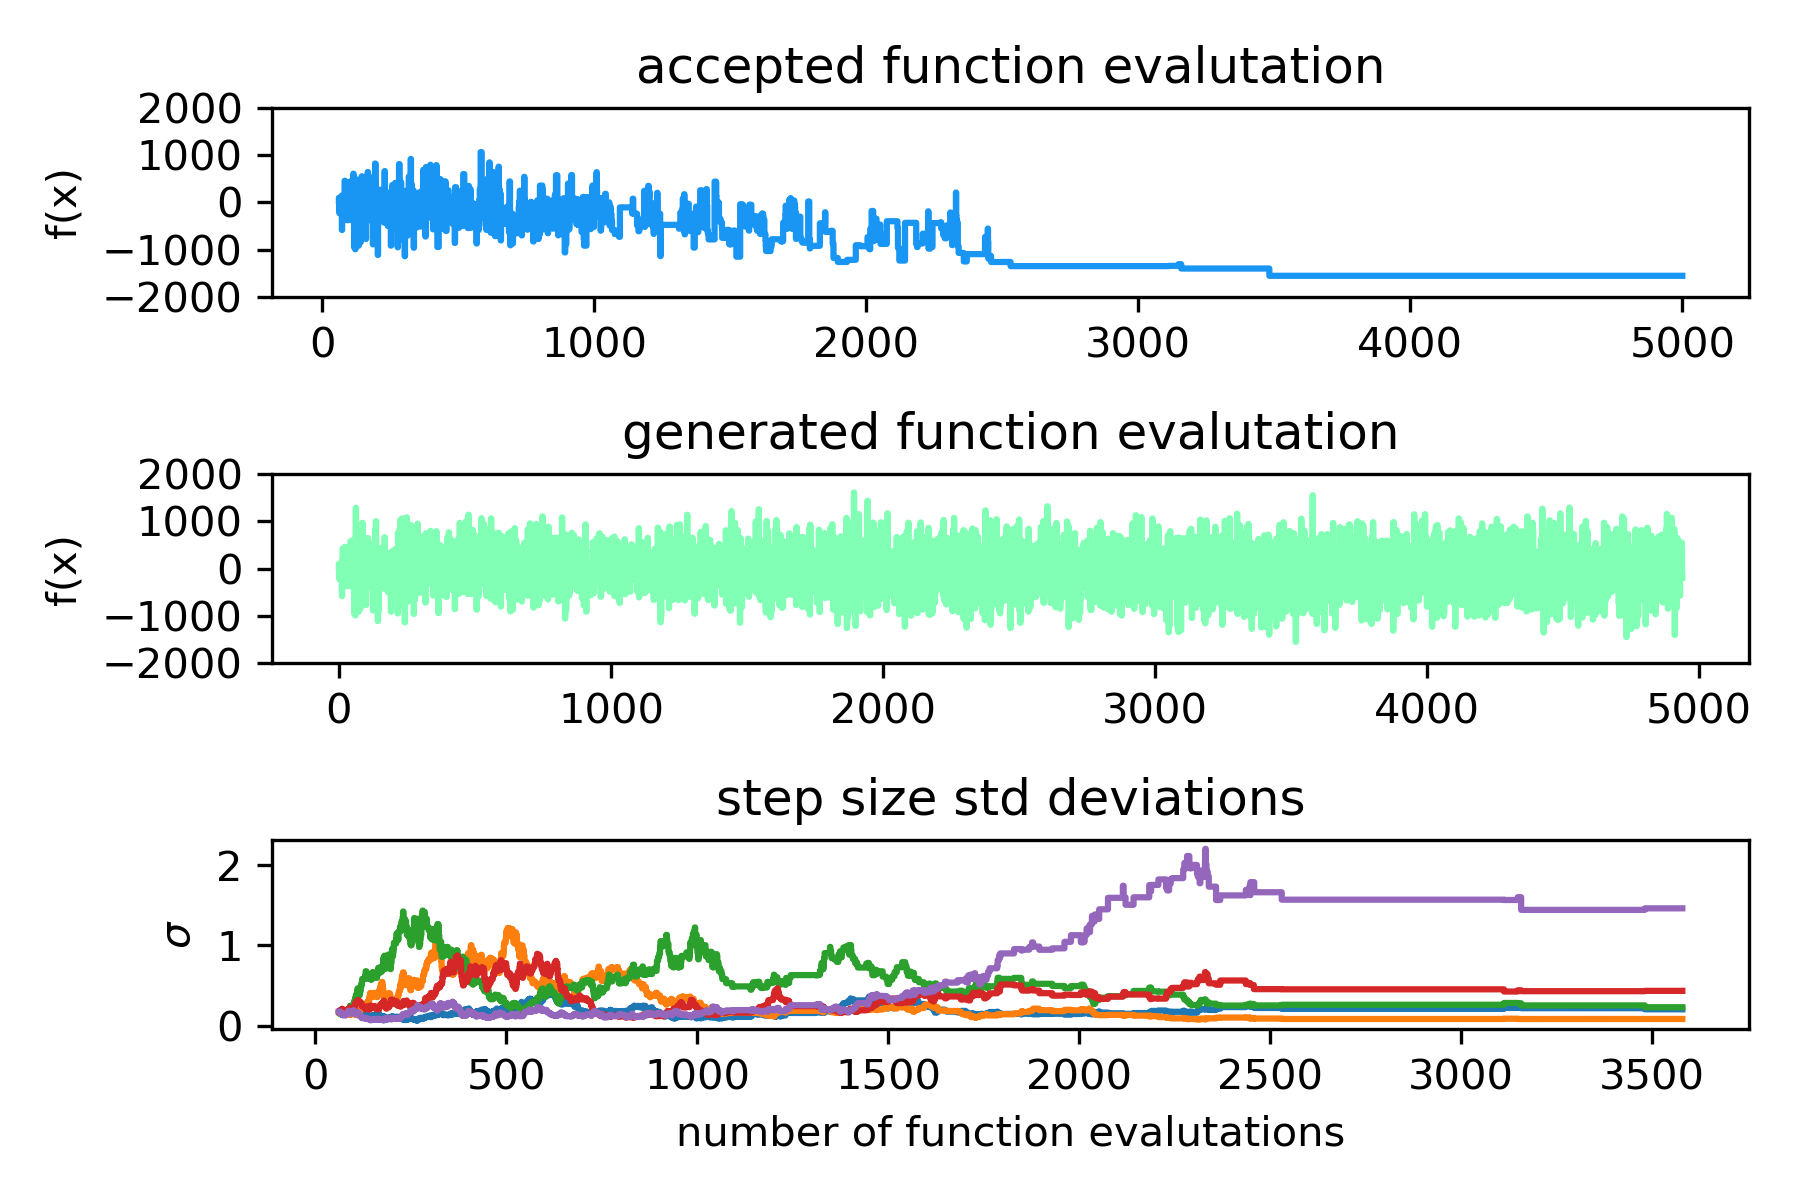 accepted function evalutation
2000
1000
0
−1000
−2000
f(x)
0 1000 2000 3000 4000 5000
generated function evalutation
2000
1000
0
−1000
−2000
f(x)
0 1000 2000 3000 4000 5000
step size std deviations
2
1
0
σ
0 500 1000 1500 2000 2500 3000 3500
number of function evalutations